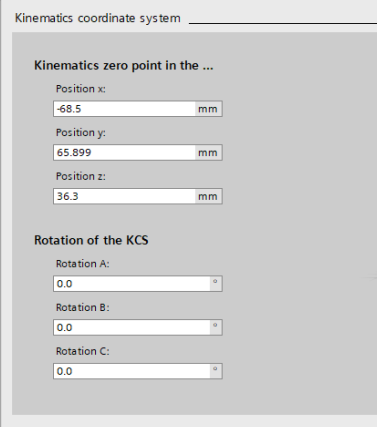 Kinematics coordinate system
Kinematics zero point in the ...
Position x:
-68.5 mm
Position y:
65.899 mm
Position z:
36.3 mm
Rotation of the KCS
Rotation A:
0.0 °
Rotation B:
0.0 °
Rotation C:
0.0 °